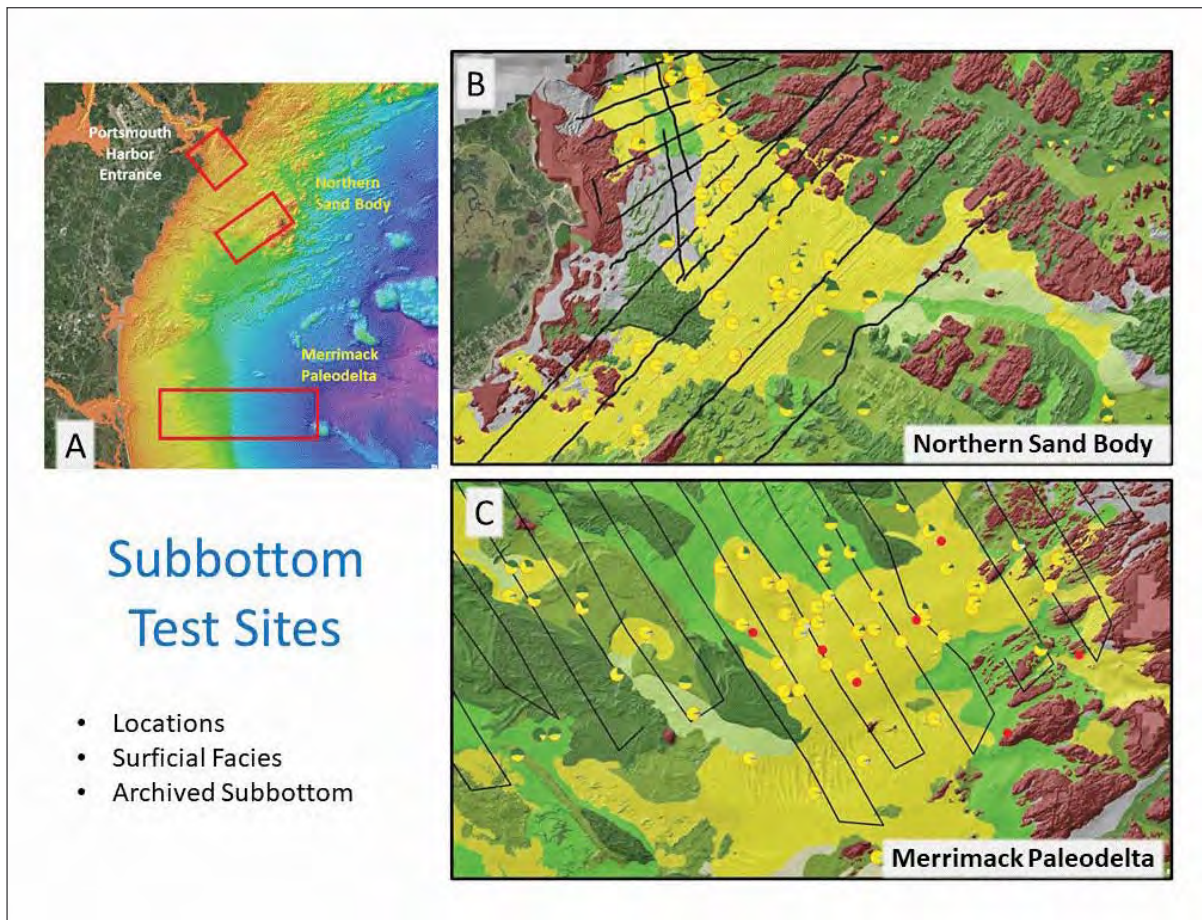 A
Portsmouth
Harbor
Entrance
Northern
Sand Body
Merrimack
Paleodelta
B
Northern Sand Body
C
Merrimack Paleodelta
Subbottom
Test Sites
• Locations
• Surficial Facies
• Archived Subbottom